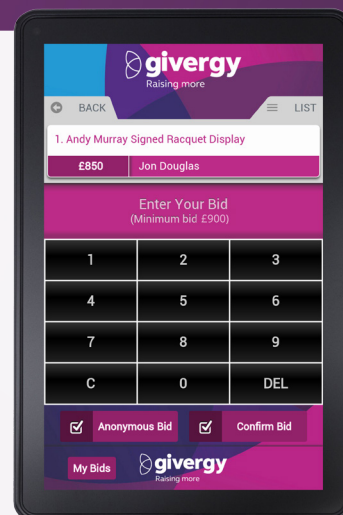 givergy
Raising more
BACK
LIST
1. Andy Murray Signed Racquet Display
£850 Jon Douglas
Enter Your Bid
(Minimum bid £900)
1 2 3
4 5 6
7 8 9
C 0 DEL
Anonymous Bid Confirm Bid
My Bids givergy
Raising more